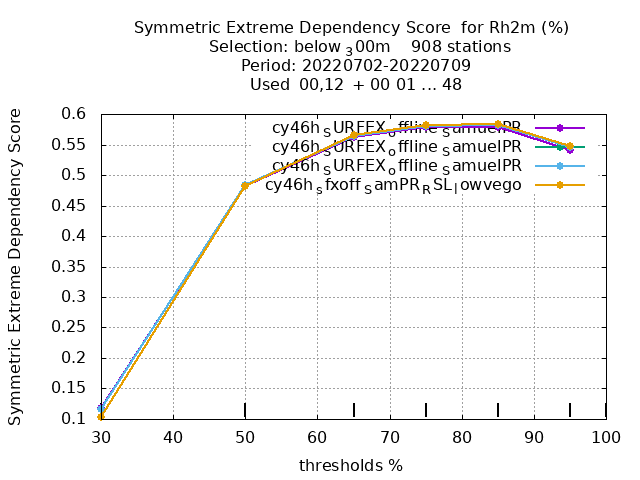 Symmetric Extreme Dependency Score for Rh2m (%)
Selection: below 300m 908 stations
Period: 20220702-20220709
Used 00,12 + 00 01 ... 48
Symmetric Extreme Dependency Score
0.6
0.55
0.5
0.45
0.4
0.35
0.3
0.25
0.2
0.15
0.1
cy46h SURFEX offline SamuelPR
cy46h SURFEX offline SamuelPR
cy46h SURFEX offline SamuelPR
cy46h sfxoff SamPR RSL lowvego
30 40 50 60 70 80 90 100
thresholds %